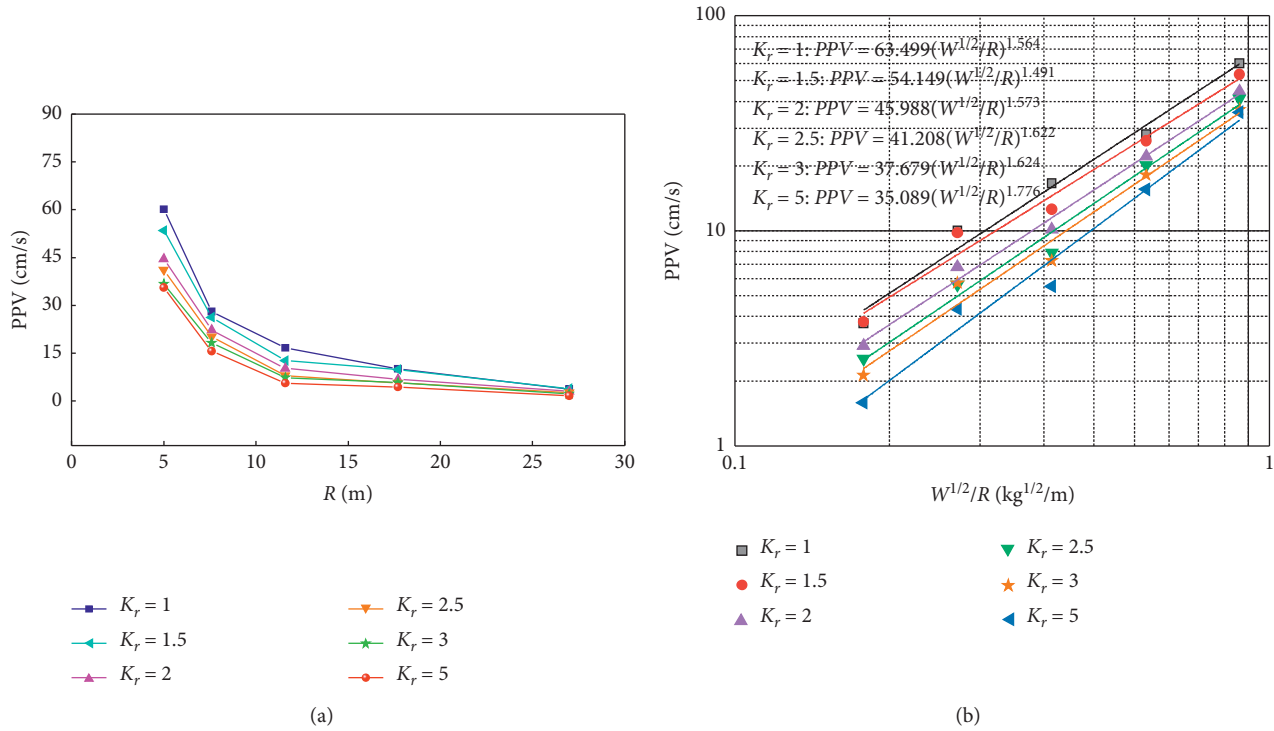 90
75
60
45
30
15
0
PPV (cm/s)
0 5 10 15 20 25 30
R (m)
K_r = 1
K_r = 1.5
K_r = 2
K_r = 2.5
K_r = 3
K_r = 5
(a)
100
10
1
PPV (cm/s)
K_r = 1: PPV = 63.499(W^{1/2}/R)^{1.564}
K_r = 1.5: PPV = 54.149(W^{1/2}/R)^{1.491}
K_r = 2: PPV = 45.988(W^{1/2}/R)^{1.573}
K_r = 2.5: PPV = 41.208(W^{1/2}/R)^{1.622}
K_r = 3: PPV = 37.679(W^{1/2}/R)^{1.624}
K_r = 5: PPV = 35.089(W^{1/2}/R)^{1.776}
0.1 1
W^{1/2}/R (kg^{1/2}/m)
K_r = 1
K_r = 1.5
K_r = 2
K_r = 2.5
K_r = 3
K_r = 5
(b)